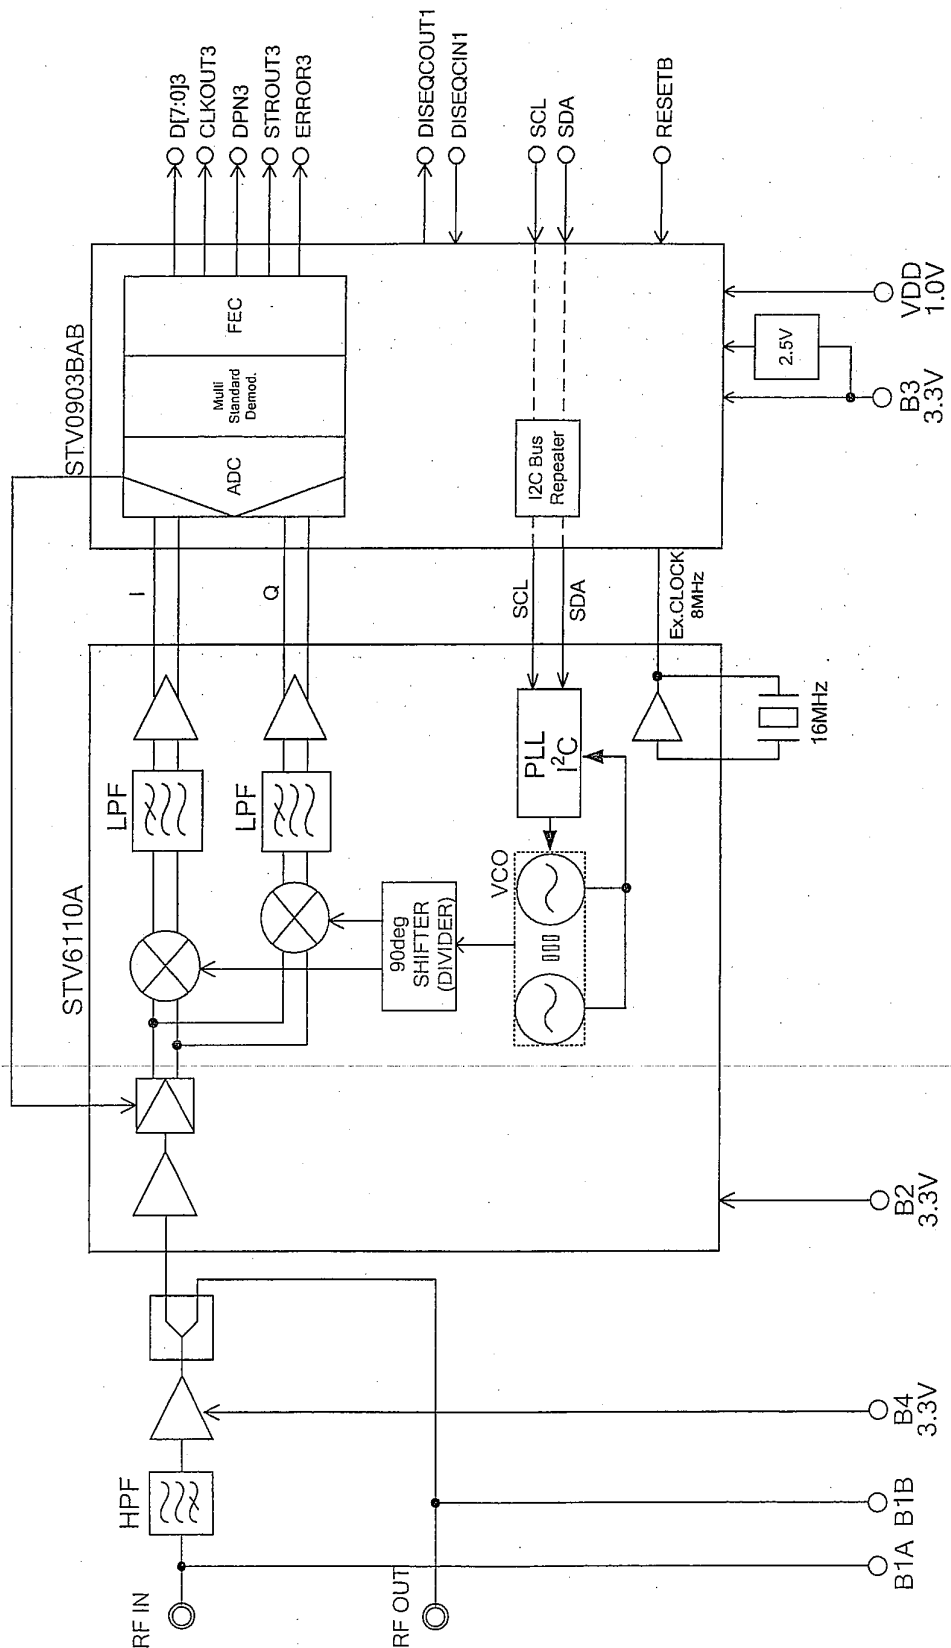 RF IN
HPF
RF OUT
B1A
B1B
B4
3.3V
STV6110A
B2
3.3V
LPF
LPF
90deg
SHIFTER
(DIVIDER)
VCO
PLL
I²C
16MHz
I
Q
SCL
SDA
Ex.CLOCK
8MHz
STV0903BAB
ADC
Multi
Standard
Demod.
FEC
I2C Bus
Repeater
2.5V
B3
3.3V
VDD
1.0V
D[7:0]3
CLKOUT3
DPN3
STROUT3
ERROR3
DISEQCOUT1
DISEQCIN1
SCL
SDA
RESETB